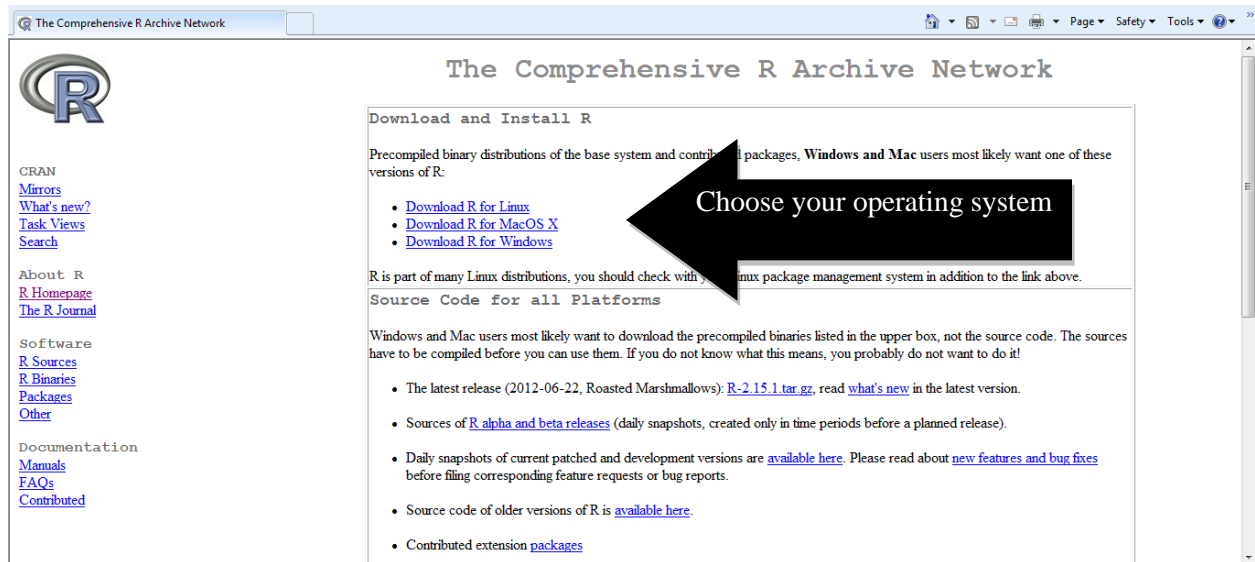 The Comprehensive R Archive Network
Page Safety Tools
R
CRAN
Mirrors
What's new?
Task Views
Search
About R
R Homepage
The R Journal
Software
R Sources
R Binaries
Packages
Other
Documentation
Manuals
FAQs
Contributed
The Comprehensive R Archive Network
Download and Install R
Precompiled binary distributions of the base system and packages, Windows and Mac users most likely want one of these
versions of R:
Download R for Linux
Download R for MacOS X
Download R for Windows
Choose your operating system
R is part of many Linux distributions, you should check with package management system in addition to the link above.
Source Code for all Platforms
Windows and Mac users most likely want to download the precompiled binaries listed in the upper box, not the source code. The sources
have to be compiled before you can use them. If you do not know what this means, you probably do not want to do it!
The latest release (2012-06-22, Roasted Marshmallows): R-2.15.1.tar.gz, read what's new in the latest version.
Sources of R alpha and beta releases (daily snapshots, created only in time periods before a planned release).
Daily snapshots of current patched and development versions are available here. Please read about new features and bug fixes
before filing corresponding feature requests or bug reports.
Source code of older versions of R is available here.
Contributed extension packages